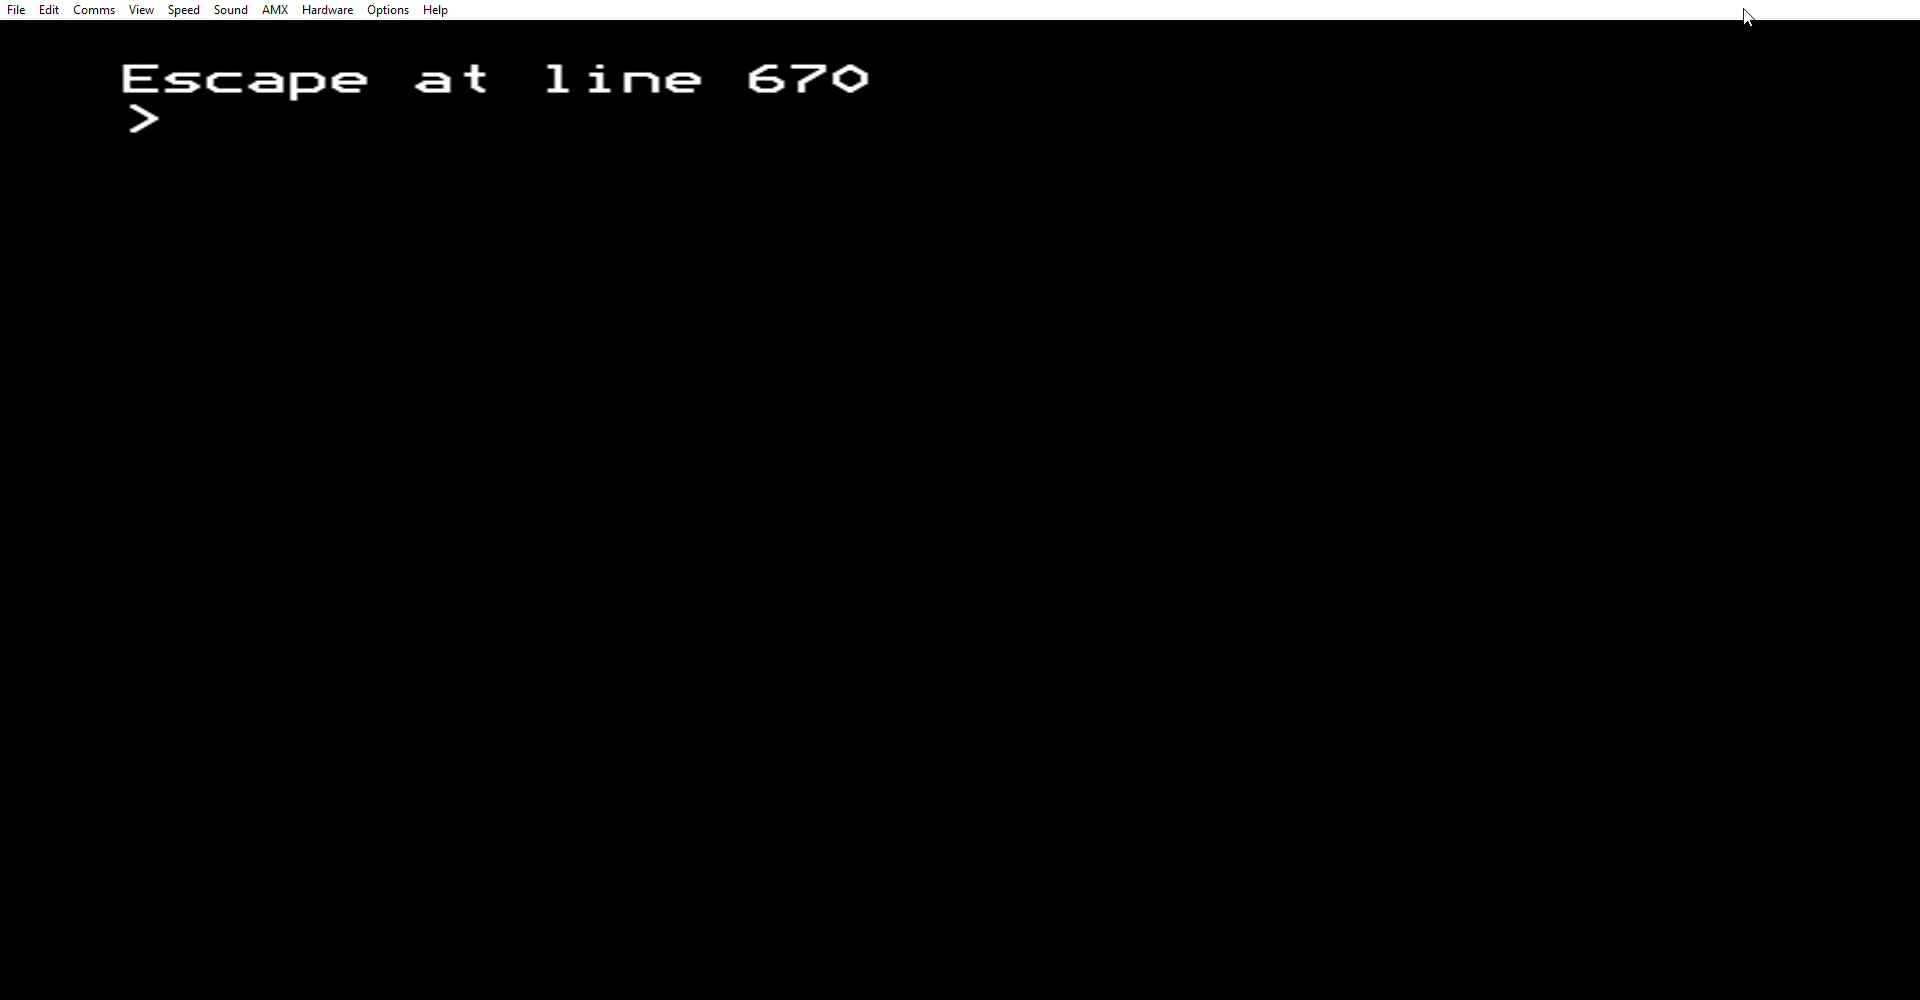 File Edit Comms View Speed Sound AMX Hardware Options Help
Escape at line 670
>